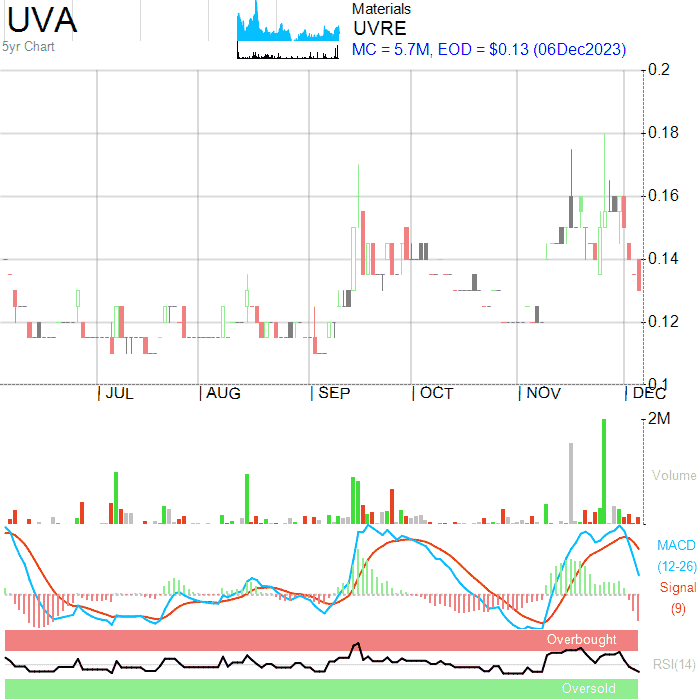 UVA
5yr Chart
Materials
UVRE
MC = 5.7M, EOD = $0.13 (06Dec2023)
0.2
0.18
0.16
0.14
0.12
0.1
JUL AUG SEP OCT NOV DEC
2M
Volume
MACD
(12-26)
Signal
(9)
Overbought
RSI(14)
Oversold